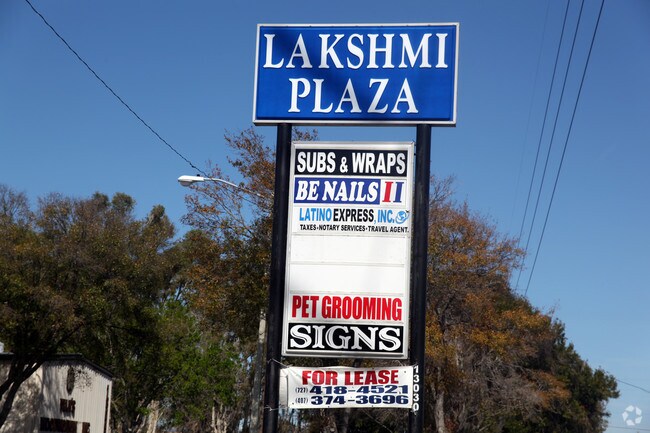 LAKSHMI
PLAZA
SUBS & WRAPS
BE NAILS II
LATINO EXPRESS, INC.
TAXES•NOTARY SERVICES•TRAVEL AGENT.
PET GROOMING
SIGNS
FOR LEASE
(727) 418-4521
(407) 374-3696
13030